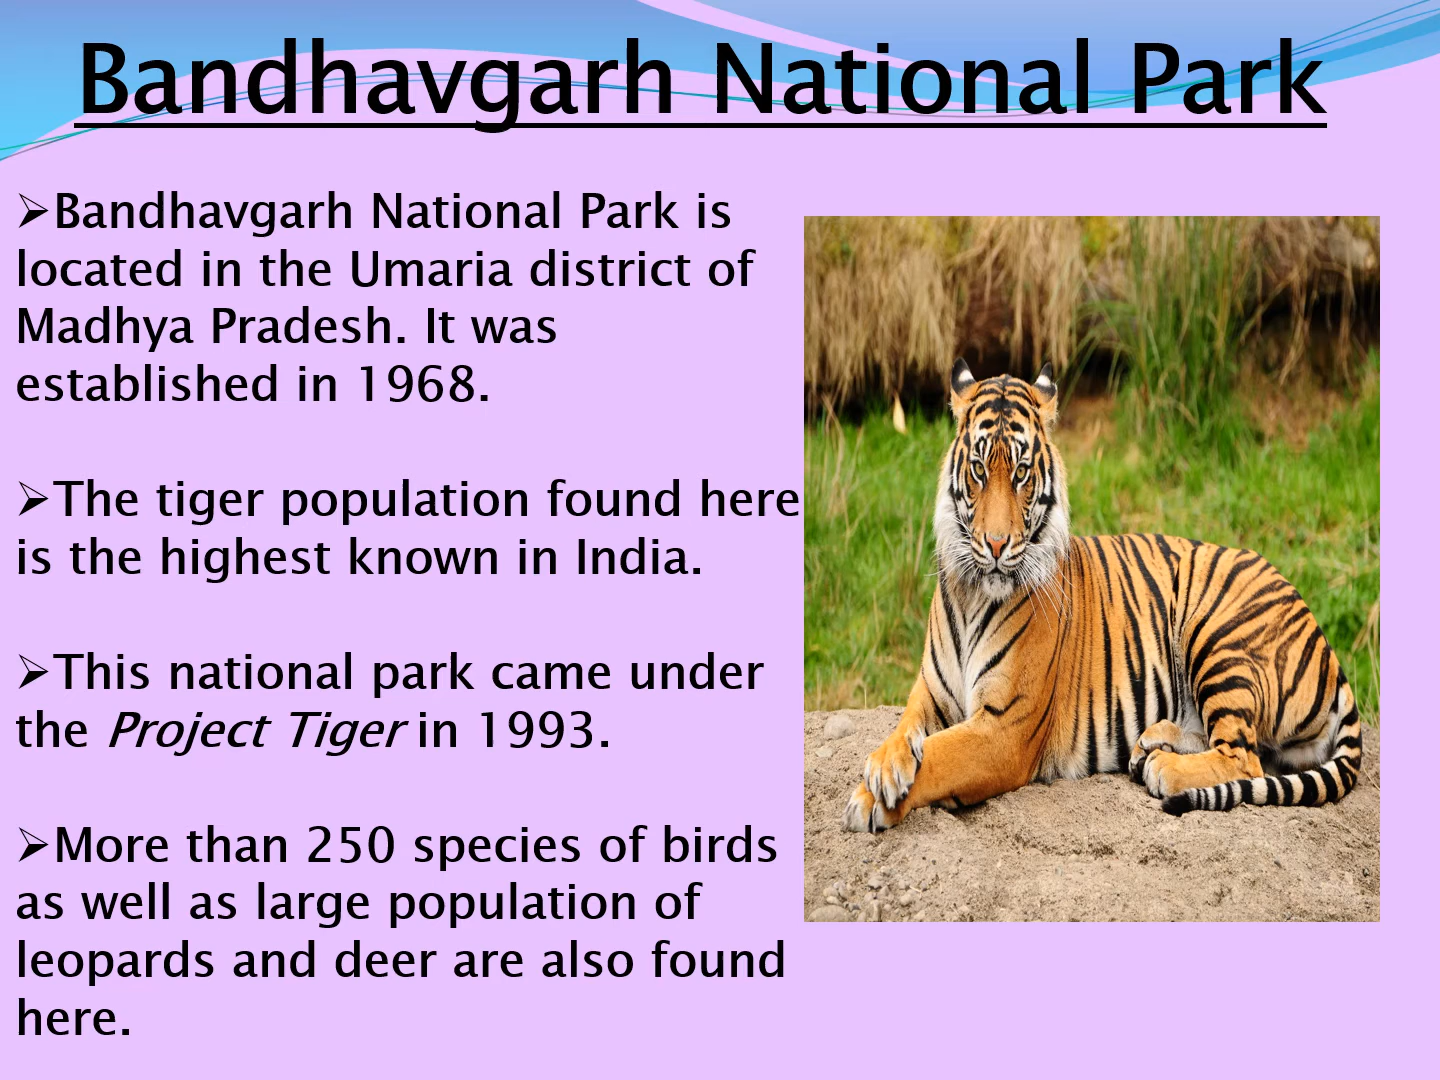 Bandhavgarh National Park
➢Bandhavgarh National Park is
located in the Umaria district of
Madhya Pradesh. It was
established in 1968.
➢The tiger population found here
is the highest known in India.
➢This national park came under
the Project Tiger in 1993.
➢More than 250 species of birds
as well as large population of
leopards and deer are also found
here.